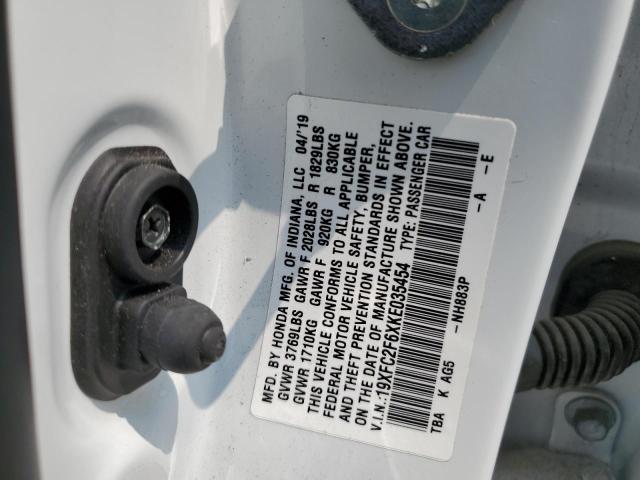 MFD. BY HONDA MFG. OF INDIANA, LLC 04/'19
GVWR 3769LBS GAWR F 2028LBS R 1829LBS
GVWR 1710KG GAWR F 920KG R 830KG
THIS VEHICLE CONFORMS TO ALL APPLICABLE
FEDERAL MOTOR VEHICLE SAFETY, BUMPER,
AND THEFT PREVENTION STANDARDS IN EFFECT
ON THE DATE OF MANUFACTURE SHOWN ABOVE.
V.I.N.:19XFC2F6XKE035454 TYPE: PASSENGER CAR
TBA K AG5 –NH883P –A –E